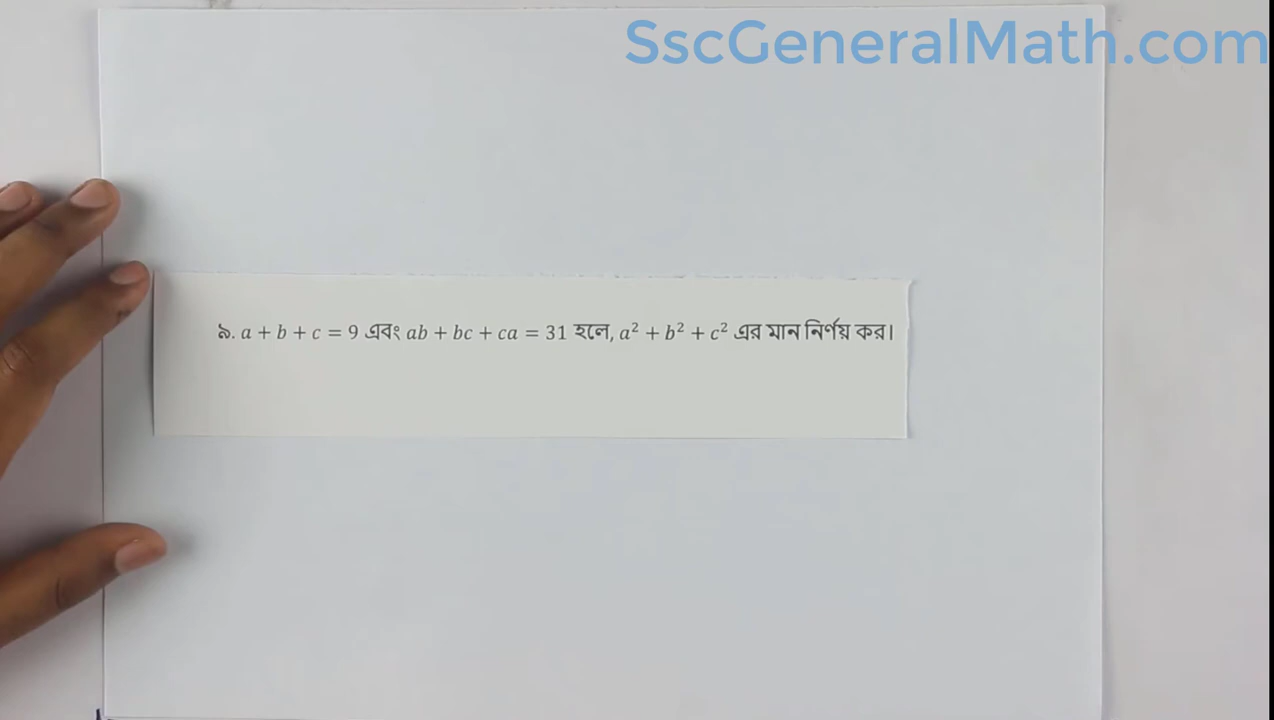 SscGeneralMath.com
৯. a + b + c = 9 এবং ab + bc + ca = 31 হলে, a² + b² + c² এর মান নির্ণয় কর।